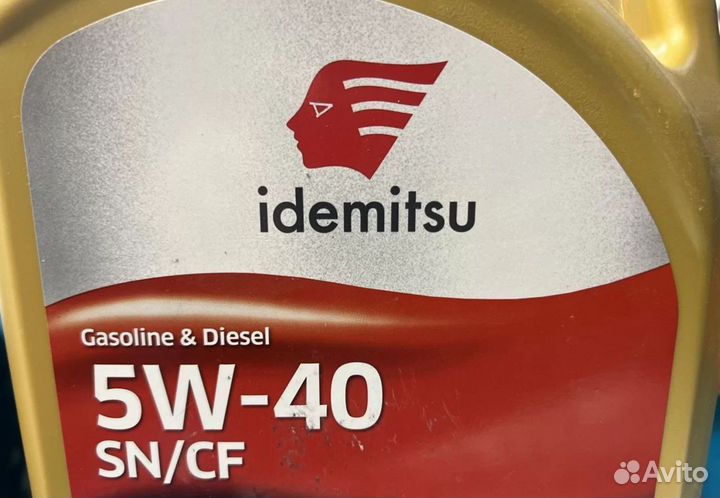 idemitsu
Gasoline & Diesel
5W-40
SN/CF
Avito